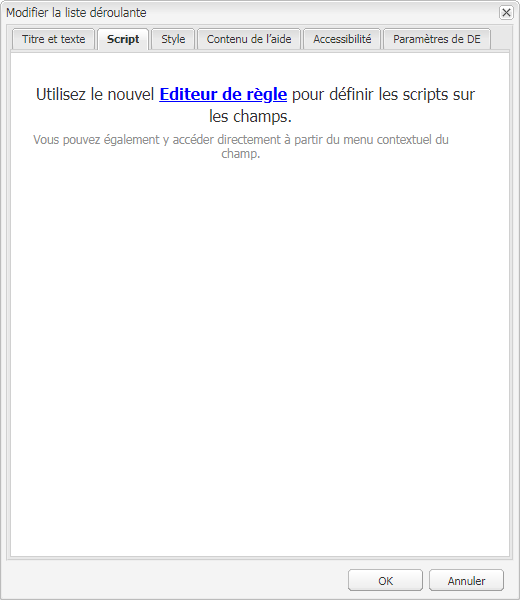 Modifier la liste déroulante
Titre et texte Script Style Contenu de l'aide Accessibilité Paramètres de DE
Utilisez le nouvel Editeur de règle pour définir les scripts sur
les champs.
Vous pouvez également y accéder directement à partir du menu contextuel du
champ.
OK Annuler